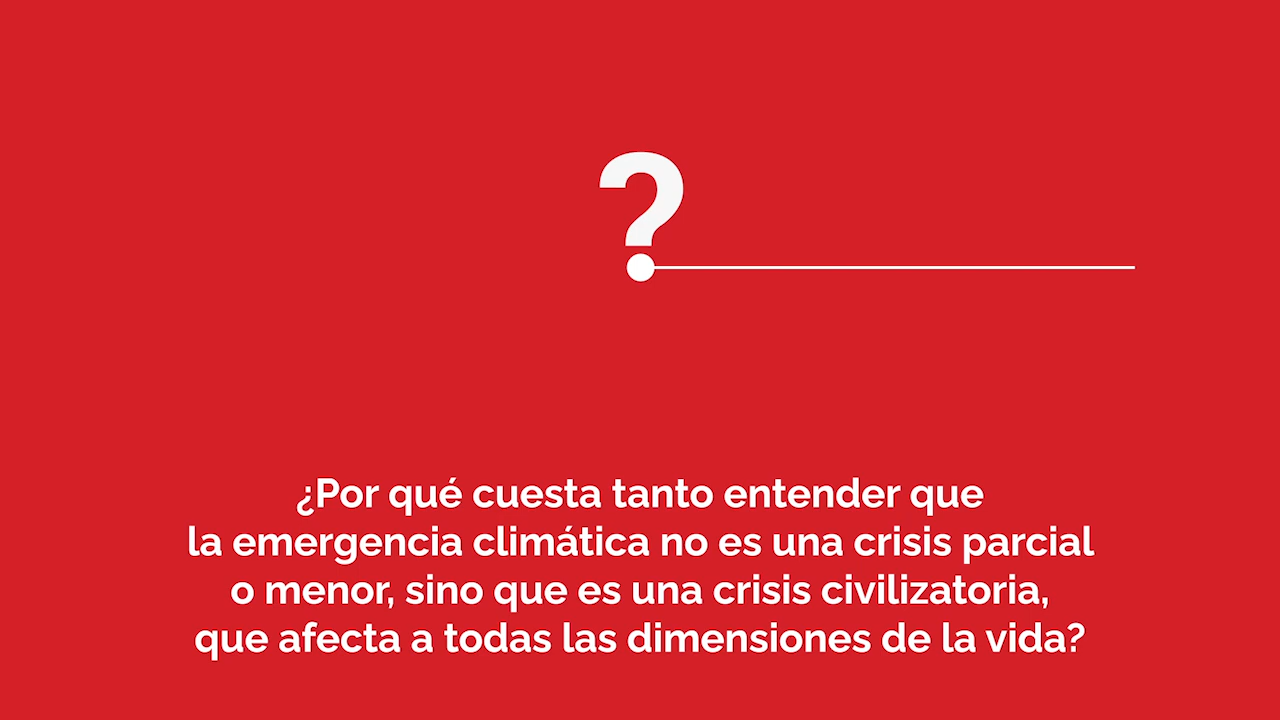 ?
¿Por qué cuesta tanto entender que
la emergencia climática no es una crisis parcial
o menor, sino que es una crisis civilizatoria,
que afecta a todas las dimensiones de la vida?